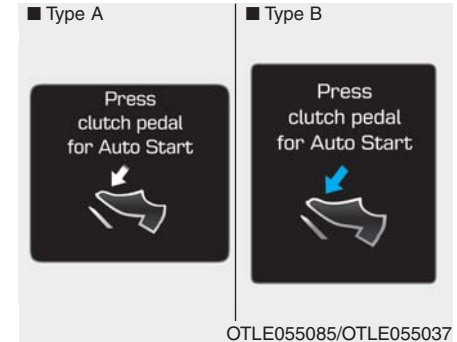 ■ Type A
Press
clutch pedal
for Auto Start
■ Type B
Press
clutch pedal
for Auto Start
OTLE055085/OTLE055037